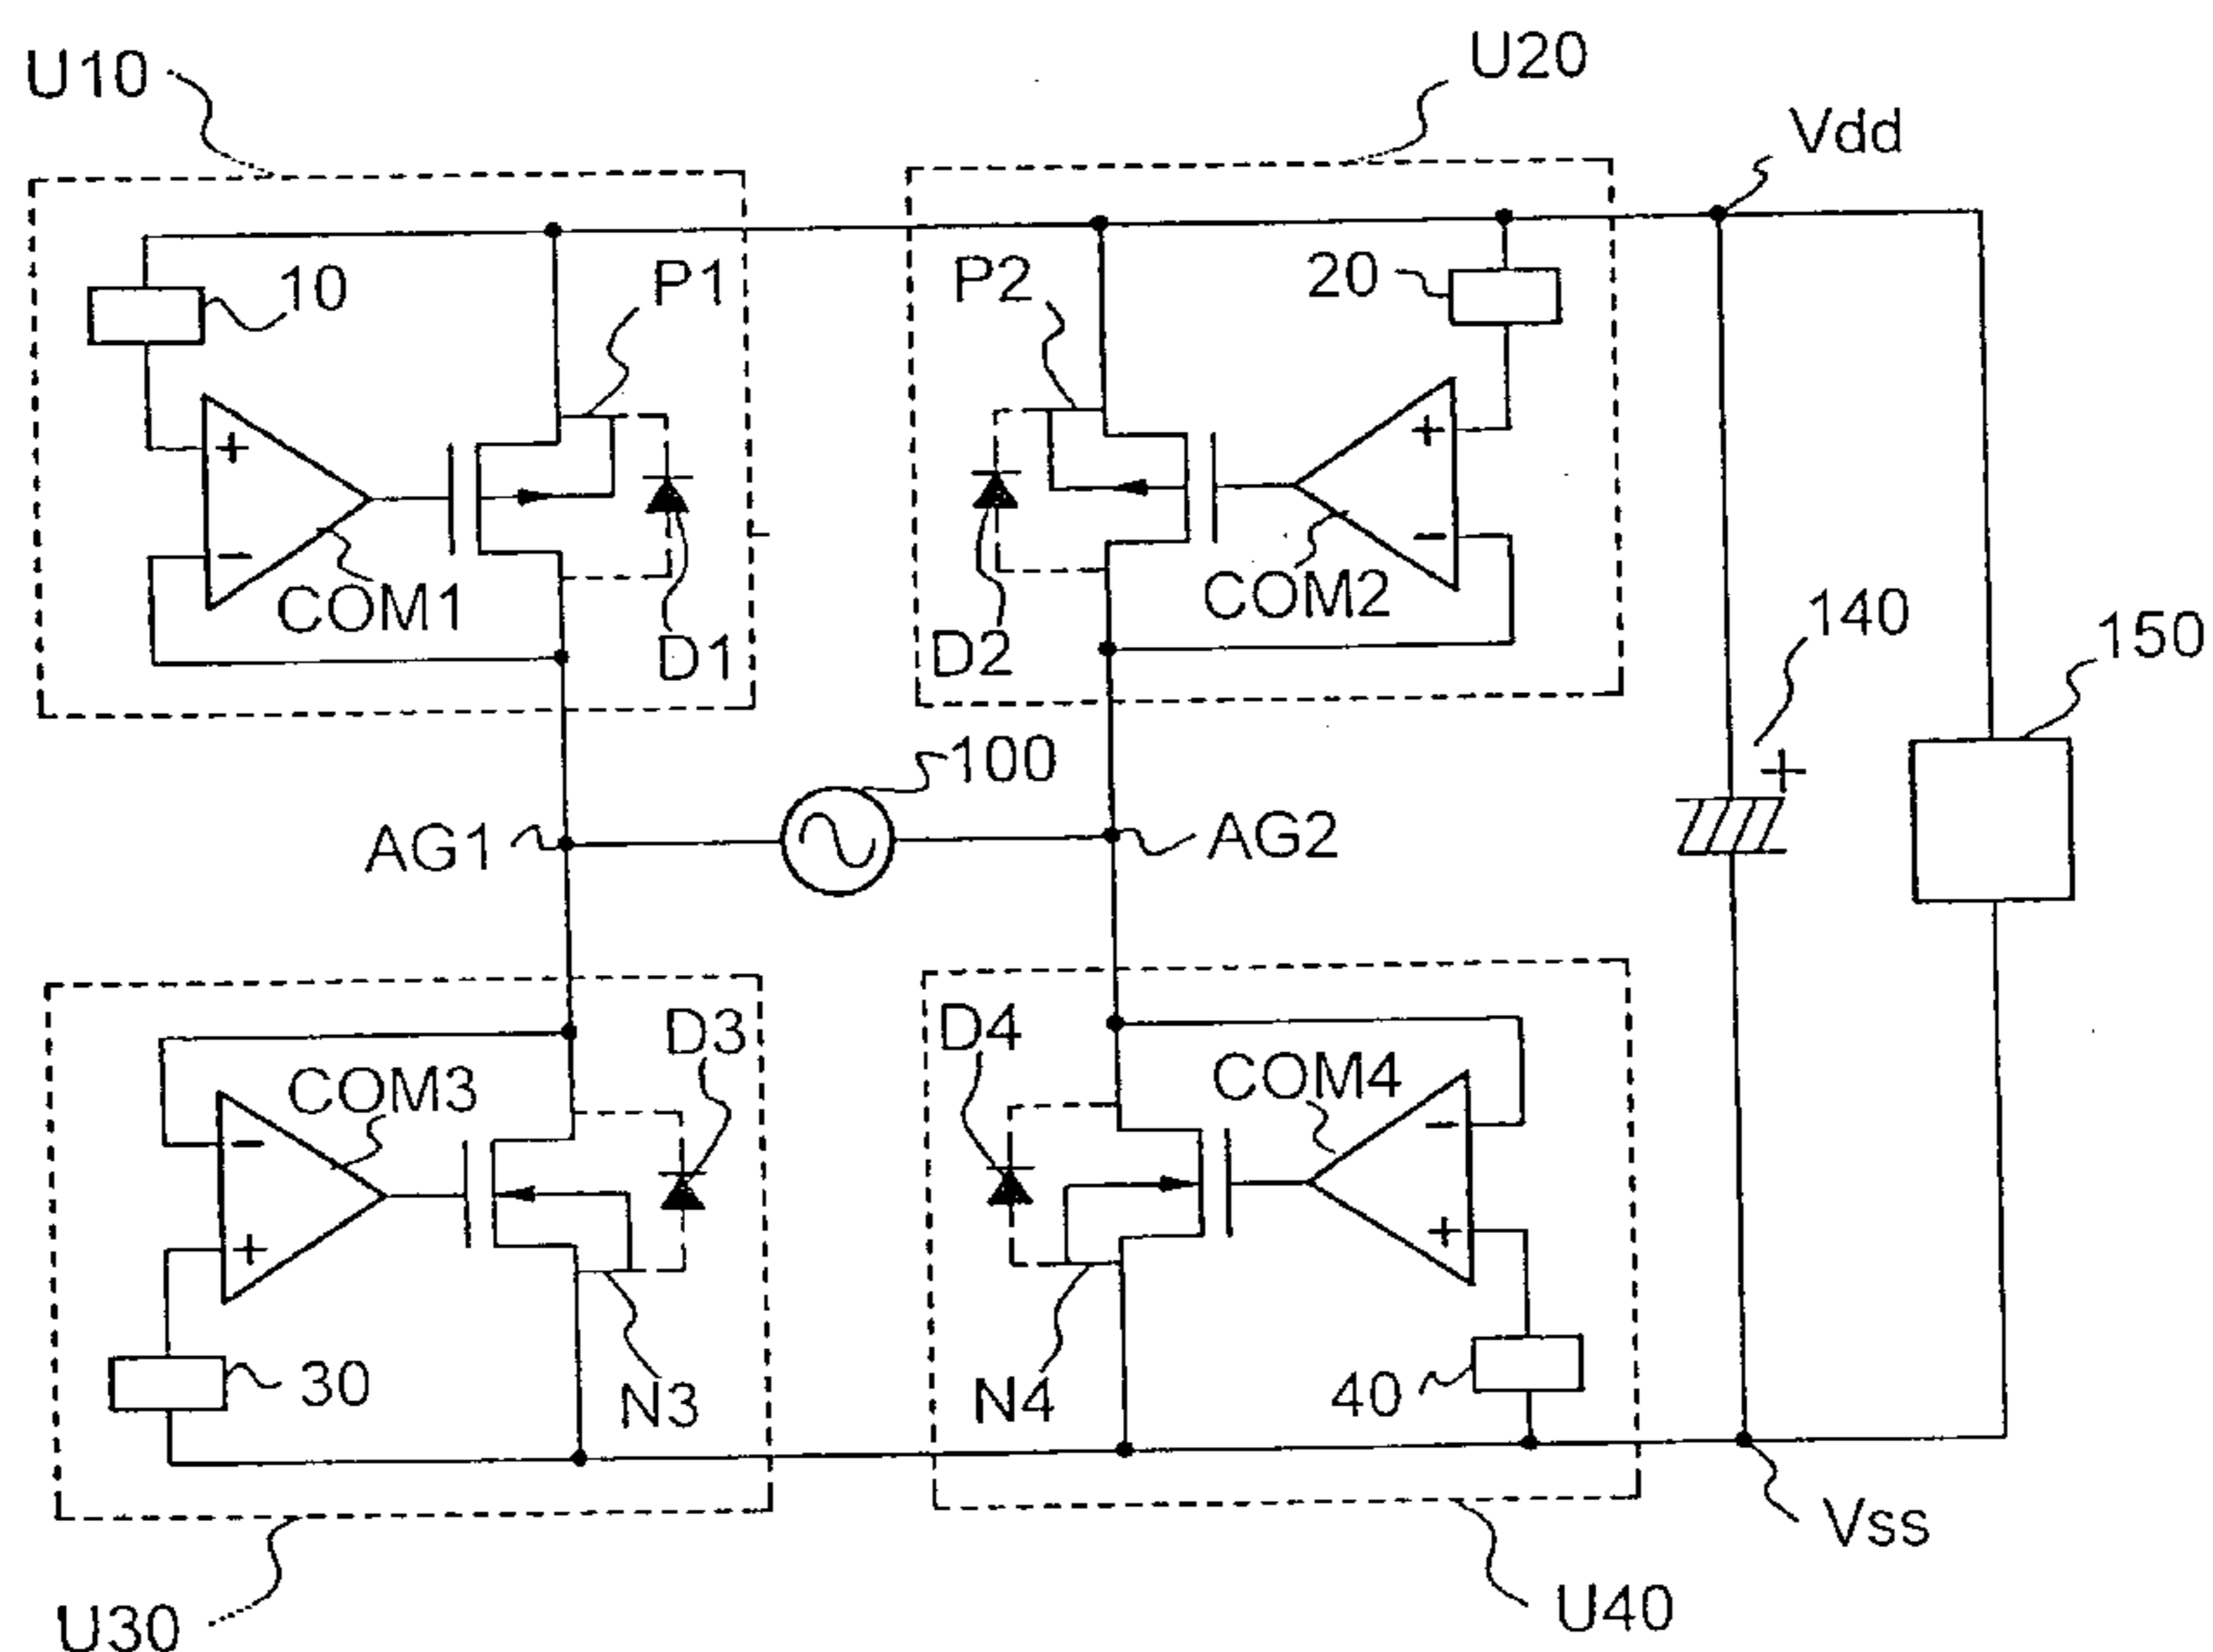 U10
U20
Vdd
10
P1
P2
20
+
+
−
−
COM1
D1
D2
COM2
140
150
+
100
AG1
AG2
D3
D4
COM3
COM4
−
−
+
+
30
N3
N4
40
Vss
U30
U40